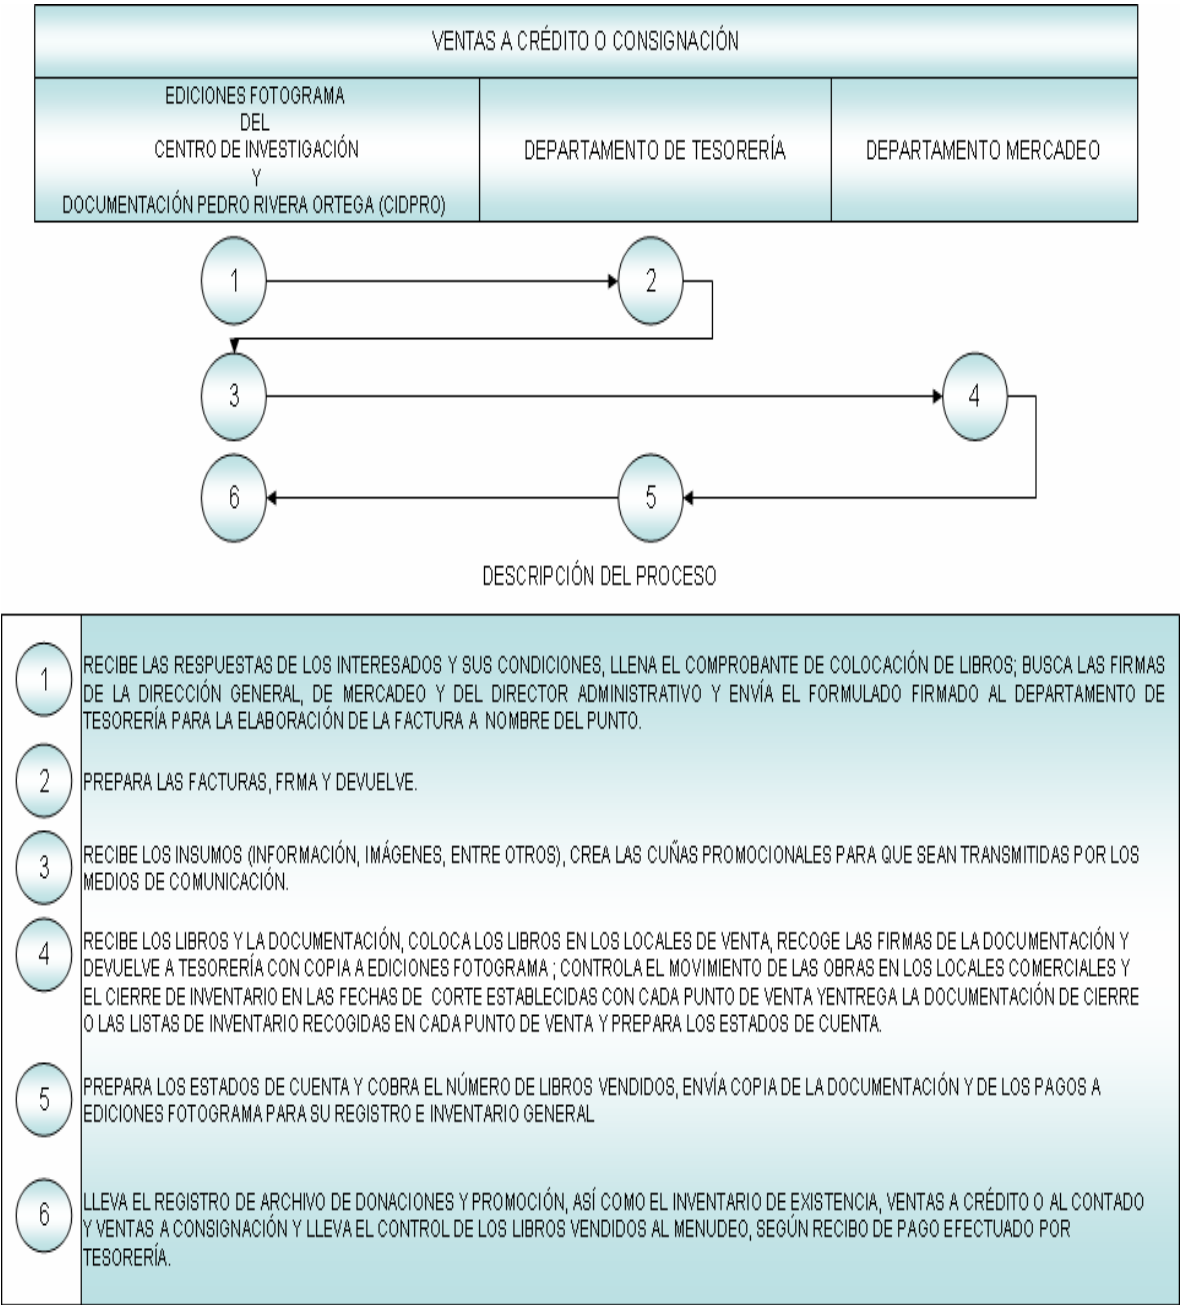 VENTAS A CRÉDITO O CONSIGNACIÓN
EDICIONES FOTOGRAMA
DEL
CENTRO DE INVESTIGACIÓN
Y
DOCUMENTACIÓN PEDRO RIVERA ORTEGA (CIDPRO)
DEPARTAMENTO DE TESORERÍA
DEPARTAMENTO MERCADEO
1
2
3
4
6
5
DESCRIPCIÓN DEL PROCESO
1
RECIBE LAS RESPUESTAS DE LOS INTERESADOS Y SUS CONDICIONES, LLENA EL COMPROBANTE DE COLOCACIÓN DE LIBROS; BUSCA LAS FIRMAS
DE LA DIRECCIÓN GENERAL, DE MERCADEO Y DEL DIRECTOR ADMINISTRATIVO Y ENVÍA EL FORMULADO FIRMADO AL DEPARTAMENTO DE
TESORERÍA PARA LA ELABORACIÓN DE LA FACTURA A NOMBRE DEL PUNTO.
2
PREPARA LAS FACTURAS, FRMA Y DEVUELVE.
3
RECIBE LOS INSUMOS (INFORMACIÓN, IMÁGENES, ENTRE OTROS), CREA LAS CUÑAS PROMOCIONALES PARA QUE SEAN TRANSMITIDAS POR LOS
MEDIOS DE COMUNICACIÓN.
4
RECIBE LOS LIBROS Y LA DOCUMENTACIÓN, COLOCA LOS LIBROS EN LOS LOCALES DE VENTA, RECOGE LAS FIRMAS DE LA DOCUMENTACIÓN Y
DEVUELVE A TESORERÍA CON COPIA A EDICIONES FOTOGRAMA ; CONTROLA EL MOVIMIENTO DE LAS OBRAS EN LOS LOCALES COMERCIALES Y
EL CIERRE DE INVENTARIO EN LAS FECHAS DE CORTE ESTABLECIDAS CON CADA PUNTO DE VENTA YENTREGA LA DOCUMENTACIÓN DE CIERRE
O LAS LISTAS DE INVENTARIO RECOGIDAS EN CADA PUNTO DE VENTA Y PREPARA LOS ESTADOS DE CUENTA.
5
PREPARA LOS ESTADOS DE CUENTA Y COBRA EL NÚMERO DE LIBROS VENDIDOS, ENVÍA COPIA DE LA DOCUMENTACIÓN Y DE LOS PAGOS A
EDICIONES FOTOGRAMA PARA SU REGISTRO E INVENTARIO GENERAL
6
LLEVA EL REGISTRO DE ARCHIVO DE DONACIONES Y PROMOCIÓN, ASÍ COMO EL INVENTARIO DE EXISTENCIA, VENTAS A CRÉDITO O AL CONTADO
Y VENTAS A CONSIGNACIÓN Y LLEVA EL CONTROL DE LOS LIBROS VENDIDOS AL MENUDEO, SEGÚN RECIBO DE PAGO EFECTUADO POR
TESORERÍA.